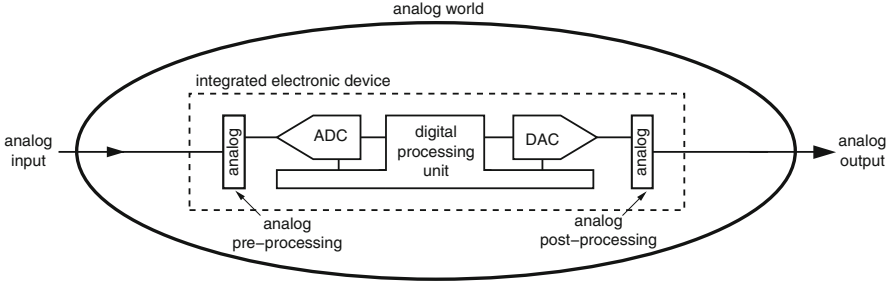 analog world
integrated electronic device
analog
input
analog
ADC
digital
processing
unit
DAC
analog
analog
output
analog
pre−processing
analog
post−processing